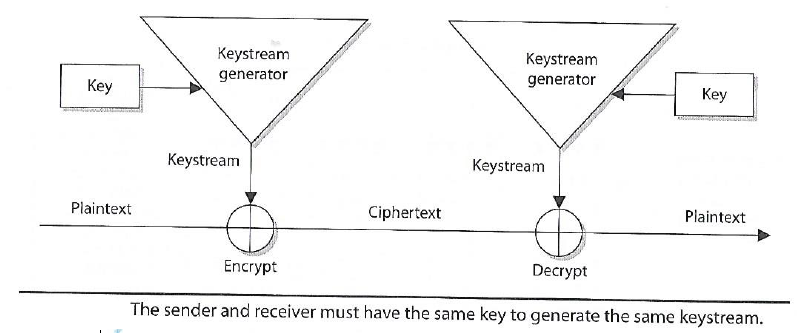 Keystream
generator
Keystream
generator
Key
Key
Keystream
Keystream
Plaintext
Ciphertext
Plaintext
Encrypt
Decrypt
The sender and receiver must have the same key to generate the same keystream.